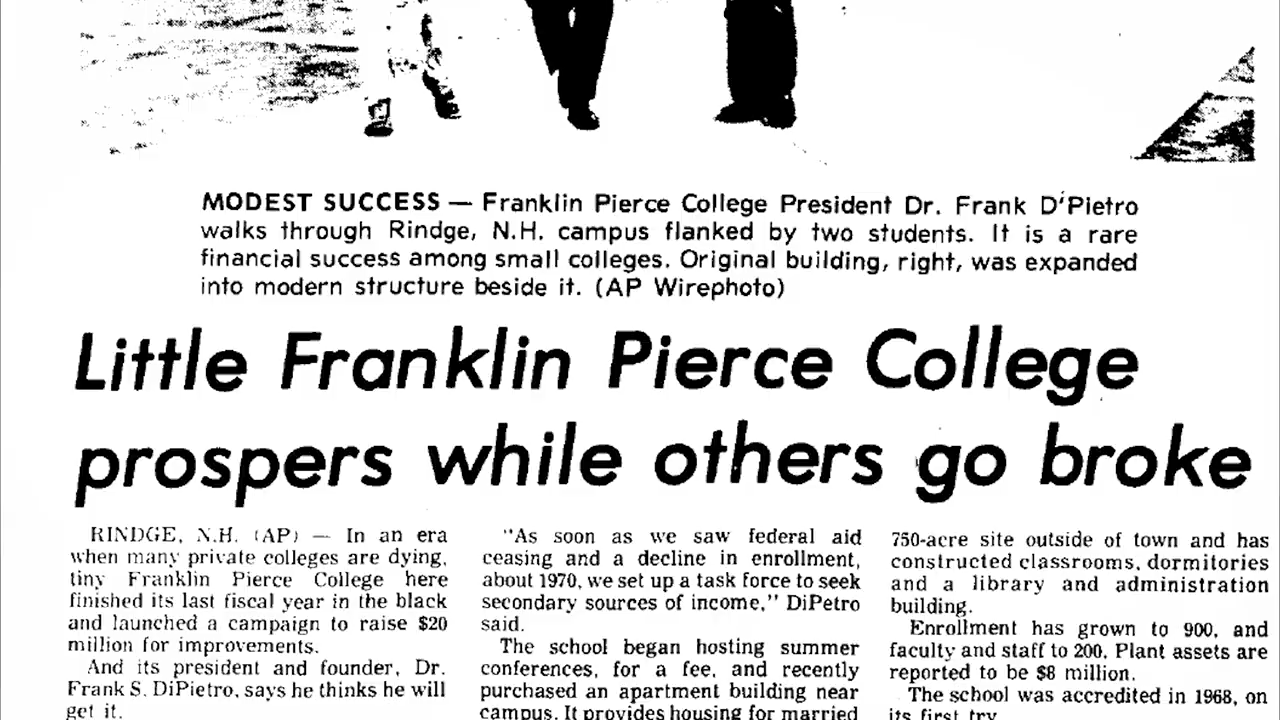 MODEST SUCCESS — Franklin Pierce College President Dr. Frank D'Pietro
walks through Rindge, N.H. campus flanked by two students. It is a rare
financial success among small colleges. Original building, right, was expanded
into modern structure beside it. (AP Wirephoto)
Little Franklin Pierce College
prospers while others go broke
RINDGE, N.H. (AP) — In an era
when many private colleges are dying,
tiny Franklin Pierce College here
finished its last fiscal year in the black
and launched a campaign to raise $20
million for improvements.
And its president and founder, Dr.
Frank S. DiPietro, says he thinks he will
get it.
"As soon as we saw federal aid
ceasing and a decline in enrollment,
about 1970, we set up a task force to seek
secondary sources of income," DiPetro
said.
The school began hosting summer
conferences, for a fee, and recently
purchased an apartment building near
campus. It provides housing for married
750-acre site outside of town and has
constructed classrooms, dormitories
and a library and administration
building.
Enrollment has grown to 900, and
faculty and staff to 200. Plant assets are
reported to be $8 million.
The school was accredited in 1968, on
its first try.